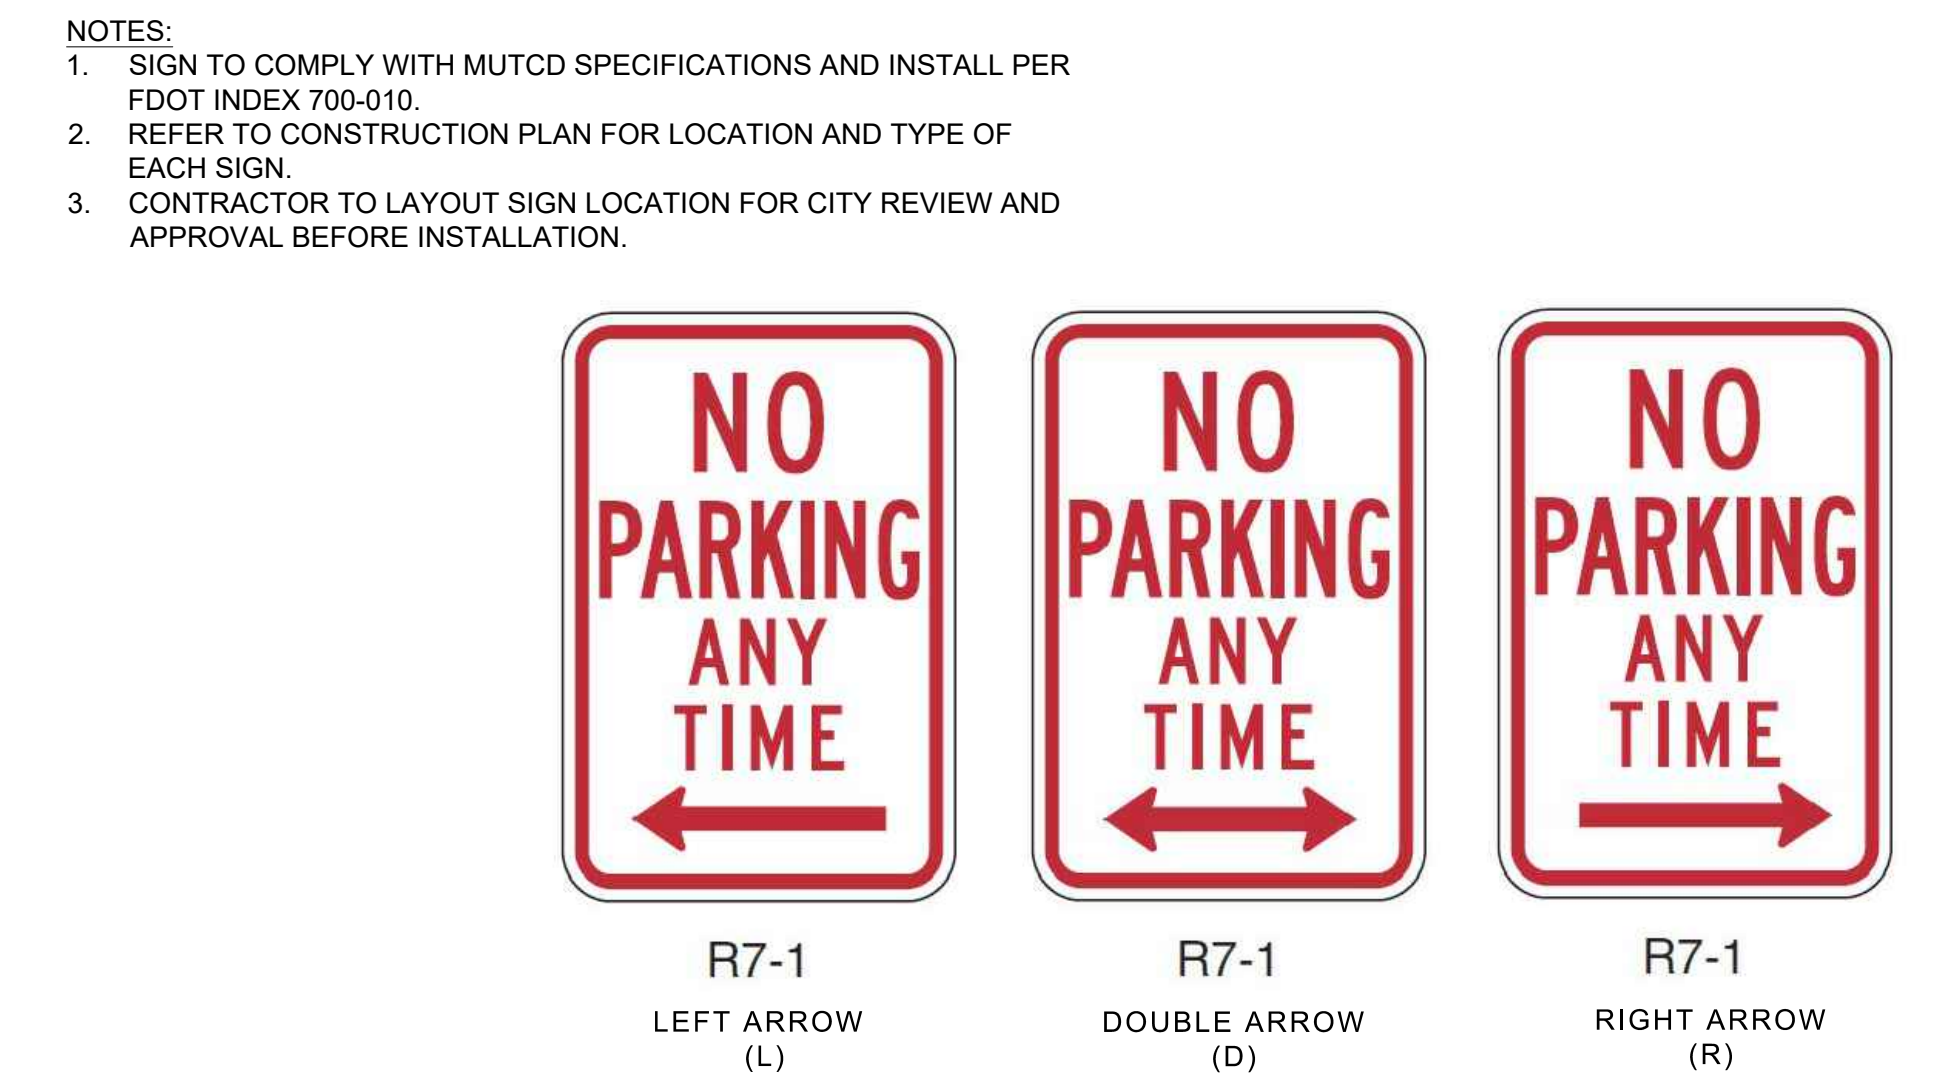 NOTES:
1. SIGN TO COMPLY WITH MUTCD SPECIFICATIONS AND INSTALL PER
FDOT INDEX 700-010.
2. REFER TO CONSTRUCTION PLAN FOR LOCATION AND TYPE OF
EACH SIGN.
3. CONTRACTOR TO LAYOUT SIGN LOCATION FOR CITY REVIEW AND
APPROVAL BEFORE INSTALLATION.
NO
PARKING
ANY
TIME
R7-1
LEFT ARROW
(L)
NO
PARKING
ANY
TIME
R7-1
DOUBLE ARROW
(D)
NO
PARKING
ANY
TIME
R7-1
RIGHT ARROW
(R)